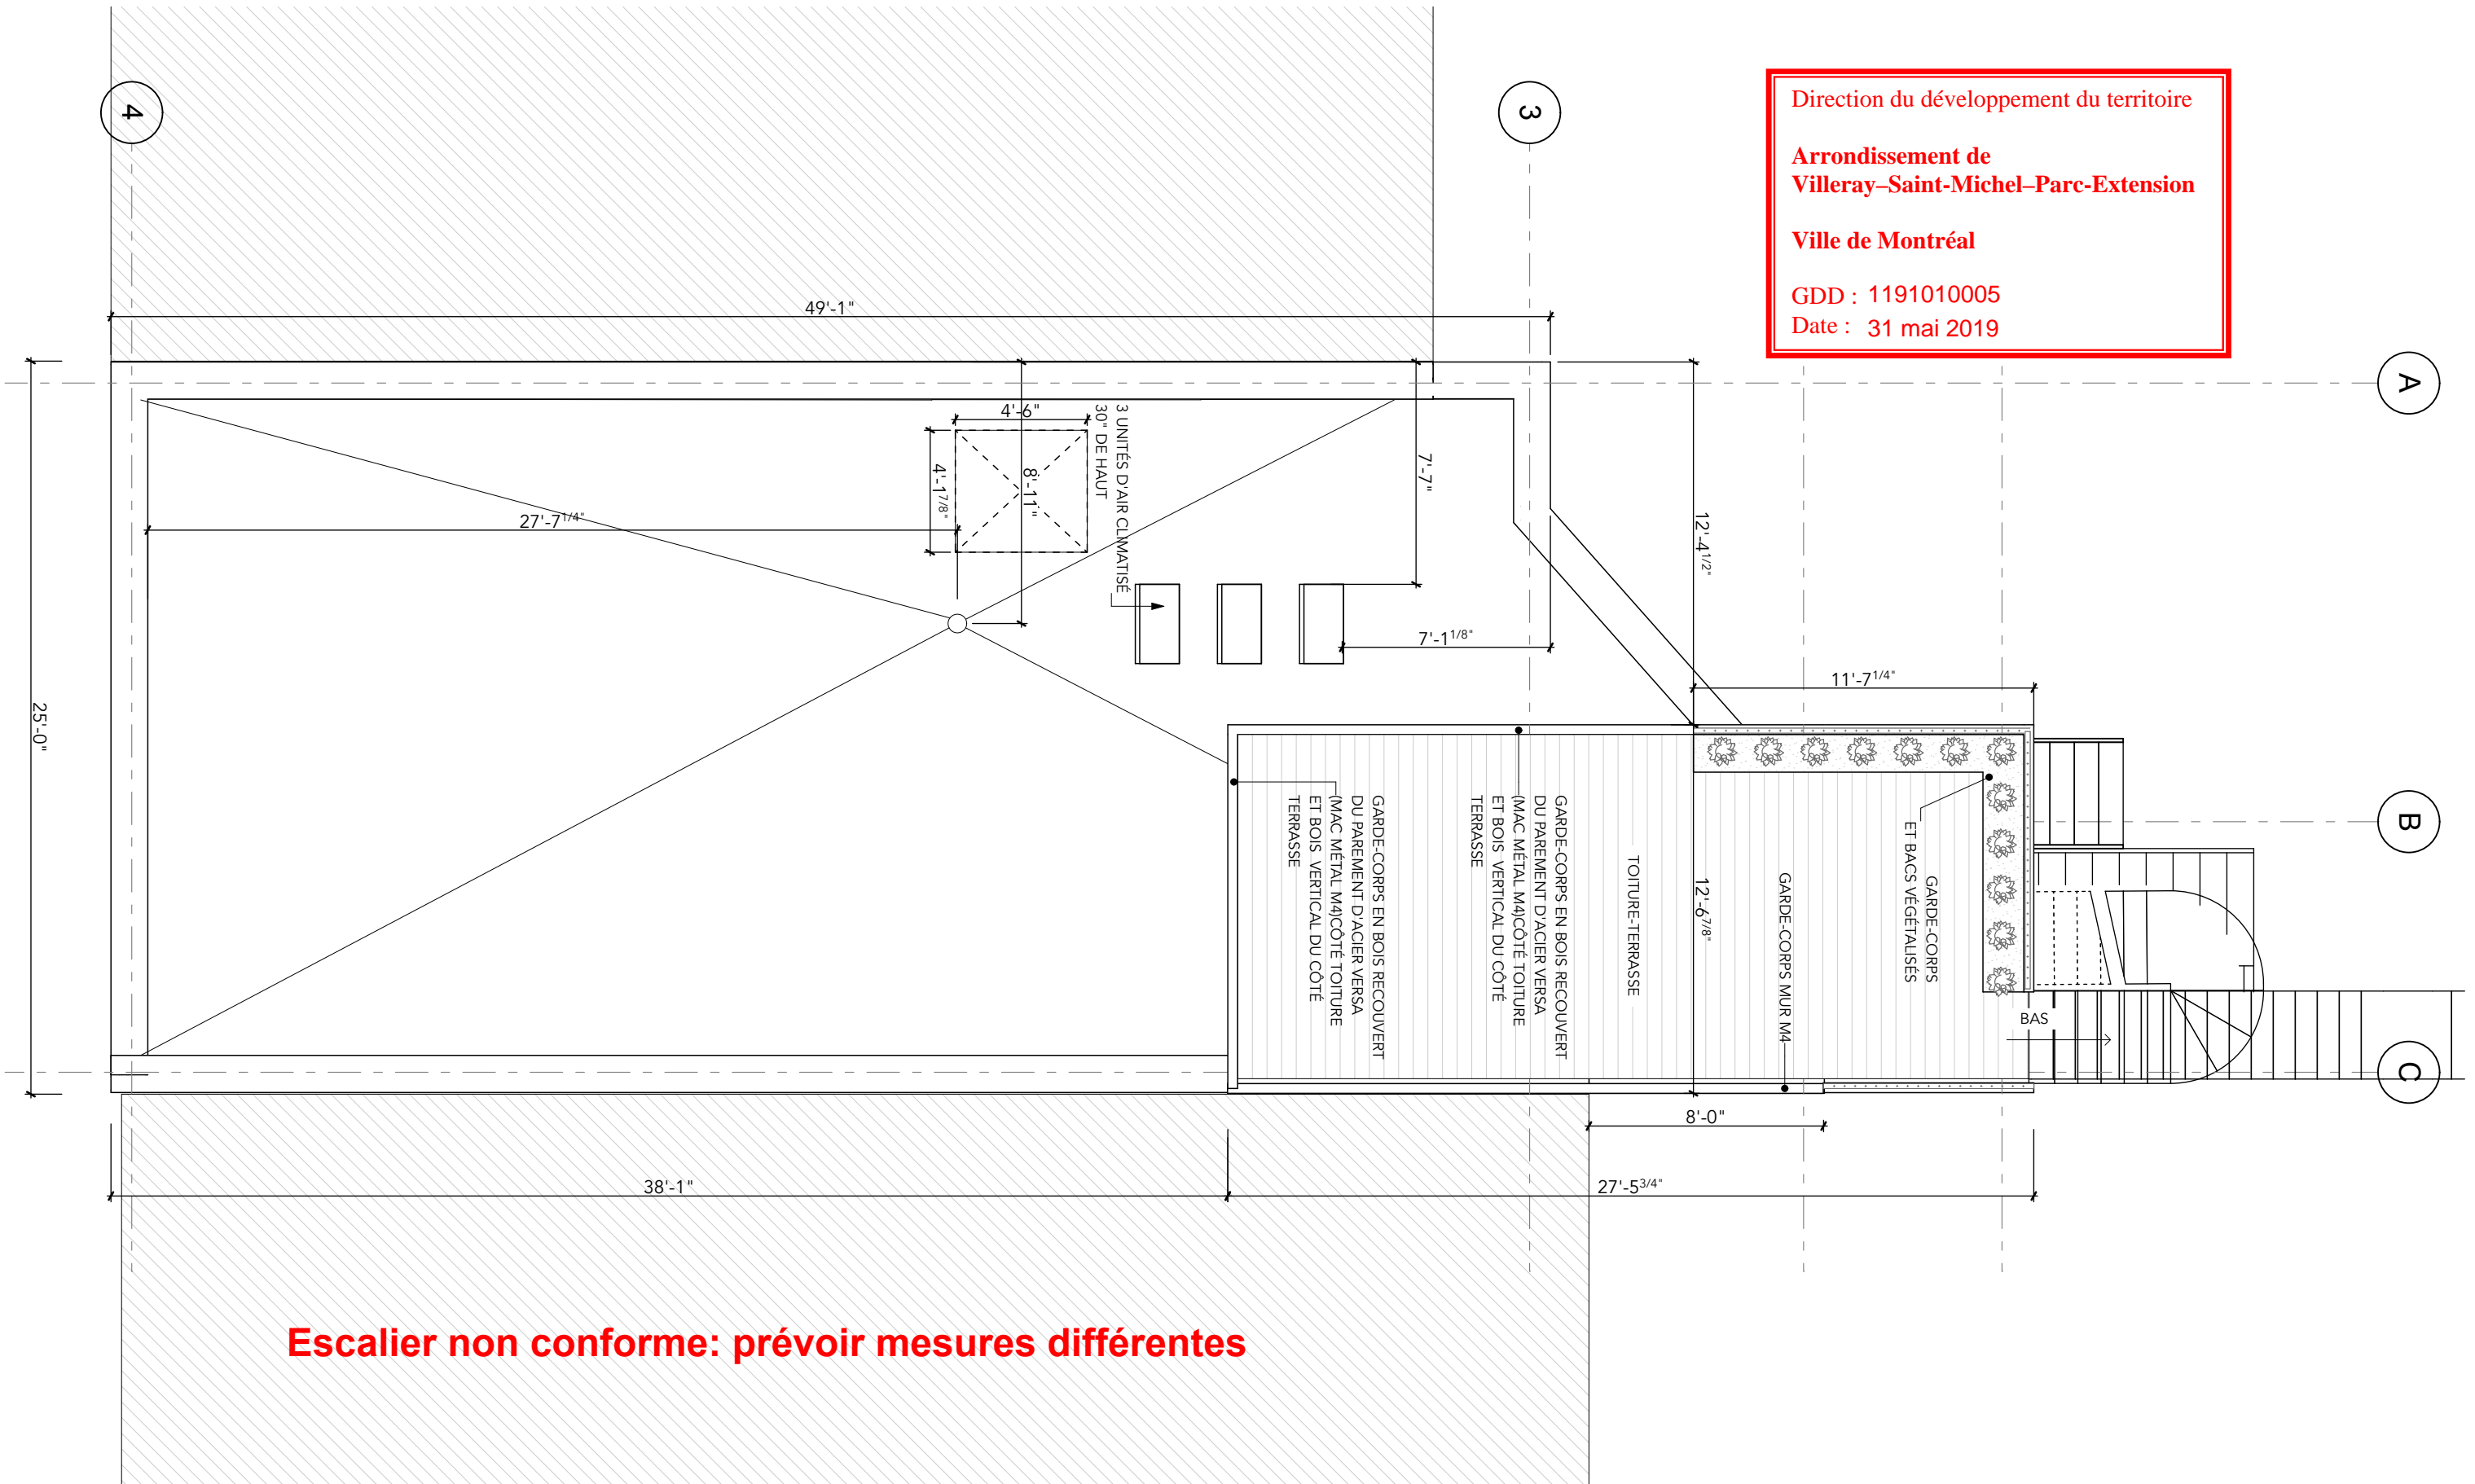 4
3
Direction du développement du territoire
Arrondissement de
Villeray–Saint-Michel–Parc-Extension
Ville de Montréal
GDD : 1191010005
Date : 31 mai 2019
A
49'-1"
4'-6"
4'-1 7/8"
8'-11"
3 UNITÉS D'AIR CLIMATISÉ
30" DE HAUT
7'-7"
27'-7 1/4"
12'-4 1/2"
7'-1 1/8"
11'-7 1/4"
25'-0"
B
GARDE-CORPS EN BOIS RECOUVERT
DU PAREMENT D'ACIER VERSA
(MAC MÉTAL M4)CÔTÉ TOITURE
ET BOIS VERTICAL DU CÔTÉ
TERRASSE
GARDE-CORPS EN BOIS RECOUVERT
DU PAREMENT D'ACIER VERSA
(MAC MÉTAL M4)CÔTÉ TOITURE
ET BOIS VERTICAL DU CÔTÉ
TERRASSE
TOITURE-TERRASSE
12'-6 7/8"
GARDE-CORPS MUR M4
GARDE-CORPS
ET BACS VÉGÉTALISÉS
BAS
C
8'-0"
38'-1"
27'-5 3/4"
Escalier non conforme: prévoir mesures différentes